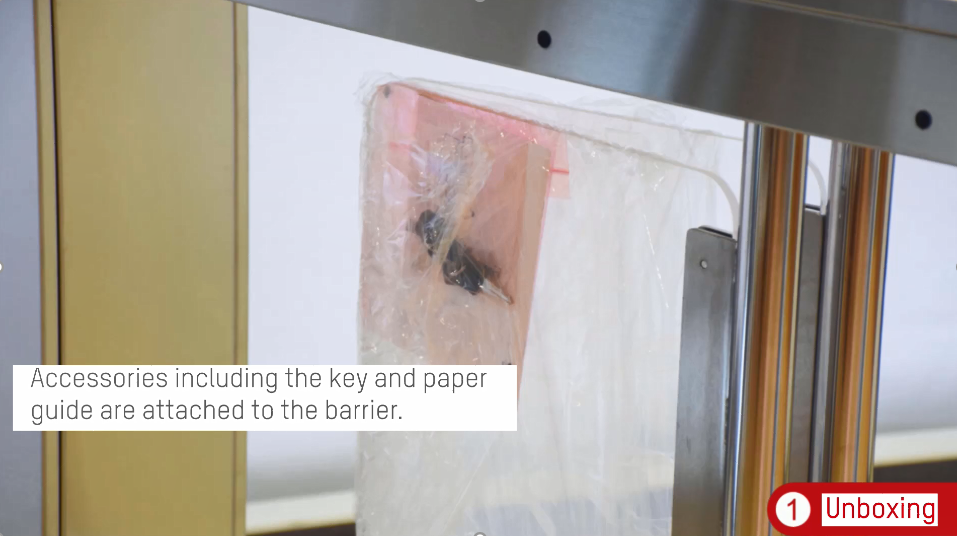 Accessories including the key and paper
guide are attached to the barrier.
1 Unboxing